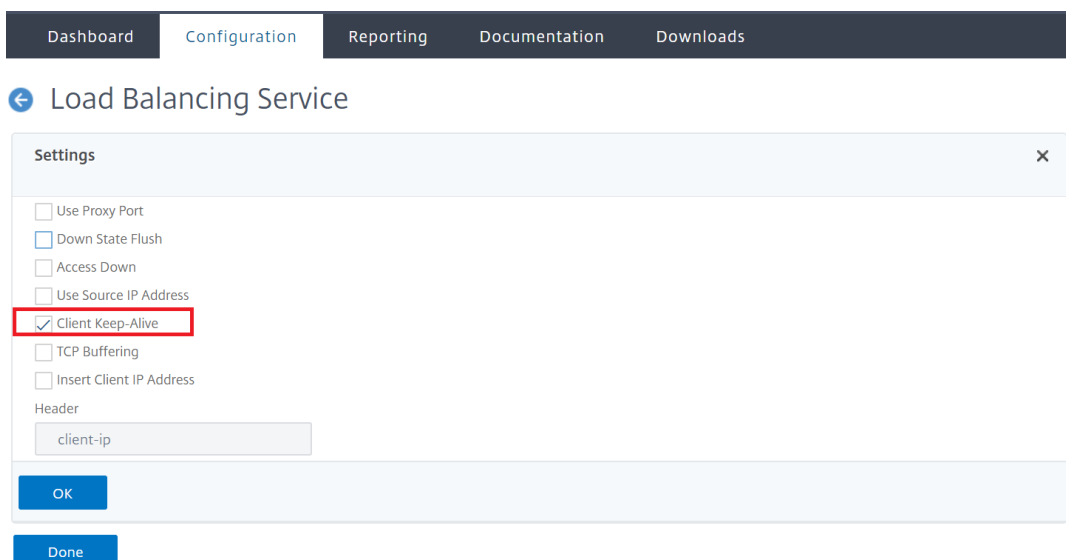 Dashboard Configuration Reporting Documentation Downloads
Load Balancing Service
Settings
Use Proxy Port
Down State Flush
Access Down
Use Source IP Address
Client Keep-Alive
TCP Buffering
Insert Client IP Address
Header
client-ip
OK
Done